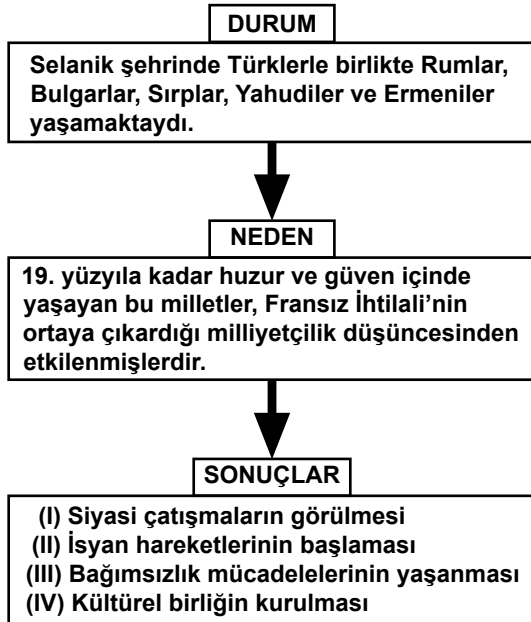 DURUM
Selanik şehrinde Türklerle birlikte Rumlar,
Bulgarlar, Sırplar, Yahudiler ve Ermeniler
yaşamaktaydı.
NEDEN
19. yüzyıla kadar huzur ve güven içinde
yaşayan bu milletler, Fransız İhtilali’nin
ortaya çıkardığı milliyetçilik düşüncesinden
etkilenmişlerdir.
SONUÇLAR
(I) Siyasi çatışmaların görülmesi
(II) İsyan hareketlerinin başlaması
(III) Bağımsızlık mücadelelerinin yaşanması
(IV) Kültürel birliğin kurulması